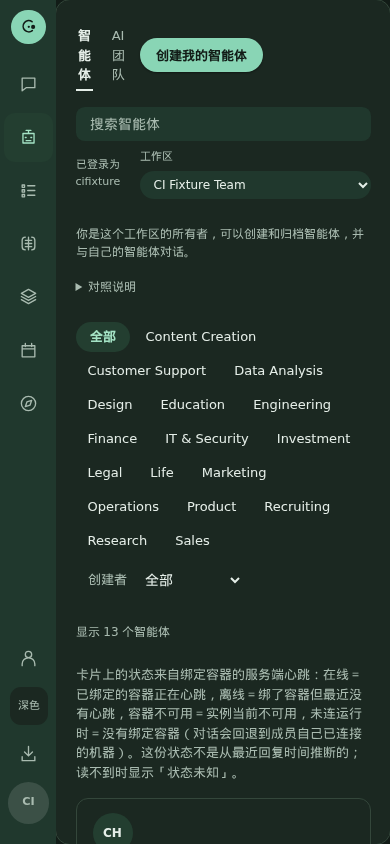 智能体
AI团队
创建我的智能体
搜索智能体
已登录为
cifixture
工作区
CI Fixture Team
你是这个工作区的所有者，可以创建和归档智能体，并
与自己的智能体对话。
对照说明
全部
Content Creation
Customer Support
Data Analysis
Design
Education
Engineering
Finance
IT & Security
Investment
Legal
Life
Marketing
Operations
Product
Recruiting
Research
Sales
创建者
全部
显示 13 个智能体
卡片上的状态来自绑定容器的服务端心跳：在线 =
已绑定的容器正在心跳，离线 = 绑了容器但最近没
有心跳，容器不可用 = 实例当前不可用，未连运行
时 = 没有绑定容器（对话会回退到成员自己已连接
的机器）。这份状态不是从最近回复时间推断的；
读不到时显示「状态未知」。
CH
深色
CI